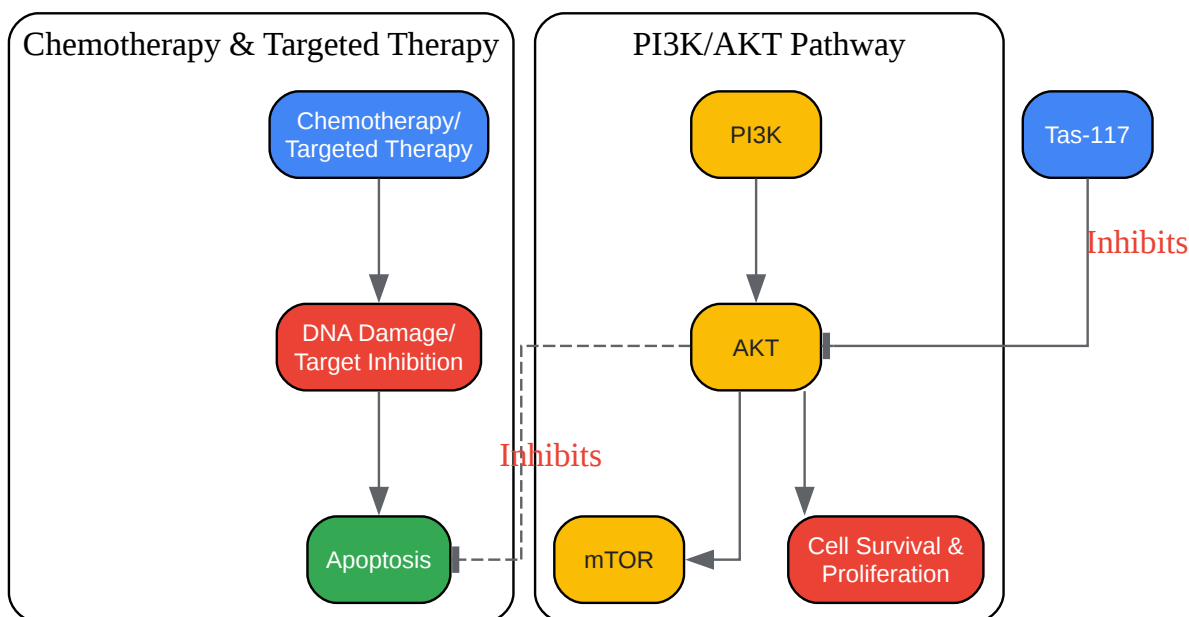 Chemotherapy & Targeted Therapy
PI3K/AKT Pathway
Chemotherapy/
Targeted Therapy
PI3K
Tas-117
Inhibits
DNA Damage/
Target Inhibition
AKT
Inhibits
Apoptosis
mTOR
Cell Survival &
Proliferation